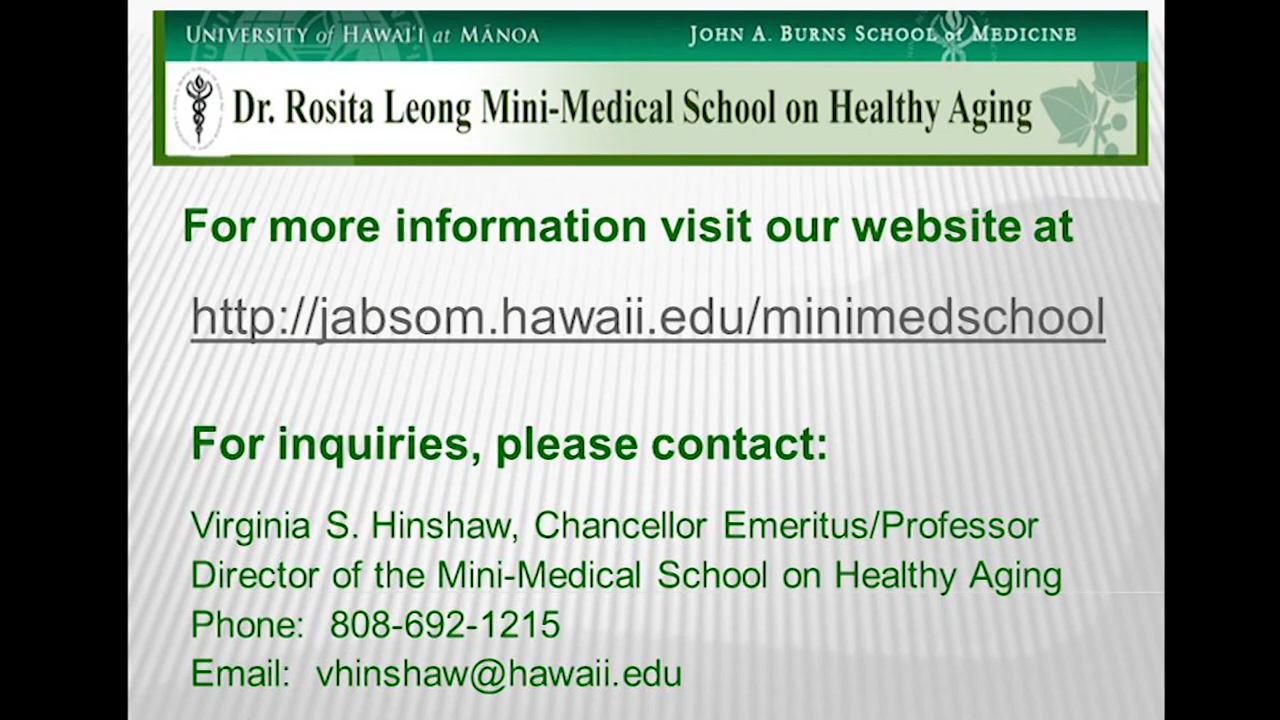 UNIVERSITY of HAWAI'I at MĀNOA JOHN A. BURNS SCHOOL of MEDICINE
Dr. Rosita Leong Mini-Medical School on Healthy Aging
For more information visit our website at
http://jabsom.hawaii.edu/minimedschool
For inquiries, please contact:
Virginia S. Hinshaw, Chancellor Emeritus/Professor
Director of the Mini-Medical School on Healthy Aging
Phone: 808-692-1215
Email: vhinshaw@hawaii.edu